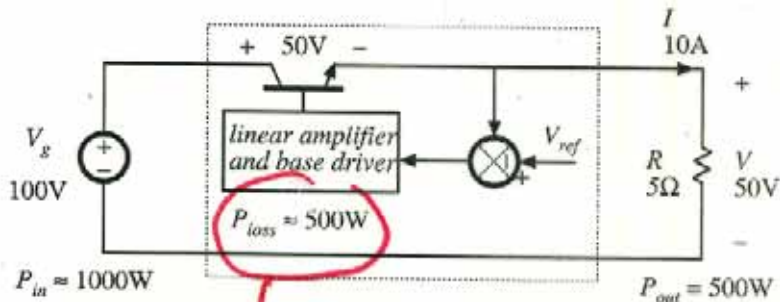 + 50V −
I
10A
V_g
+
−
100V
linear amplifier
and base driver
V_ref
+
R
5Ω
+
V
50V
−
P_loss ≈ 500W
P_in ≈ 1000W
P_out = 500W